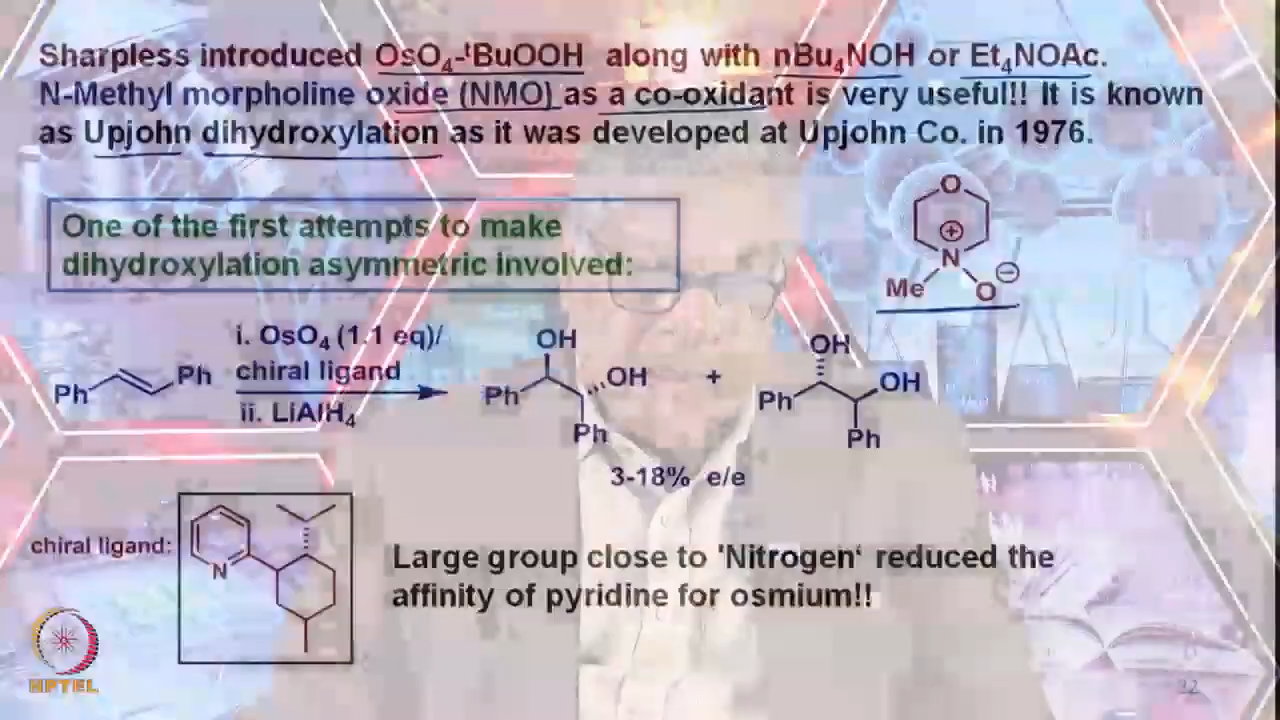 Sharpless introduced OsO4-tBuOOH along with nBu4NOH or Et4NOAc.
N-Methyl morpholine oxide (NMO) as a co-oxidant is very useful!! It is known
as Upjohn dihydroxylation as it was developed at Upjohn Co. in 1976.
One of the first attempts to make
dihydroxylation asymmetric involved:
O
⊕
N
Me
O
⊖
Ph
Ph
i. OsO4 (1.1 eq)/
chiral ligand
ii. LiAlH4
OH
Ph
OH
Ph
+
OH
Ph
OH
Ph
3-18% e/e
chiral ligand:
N
Large group close to 'Nitrogen‘ reduced the
affinity of pyridine for osmium!!
NPTEL
32